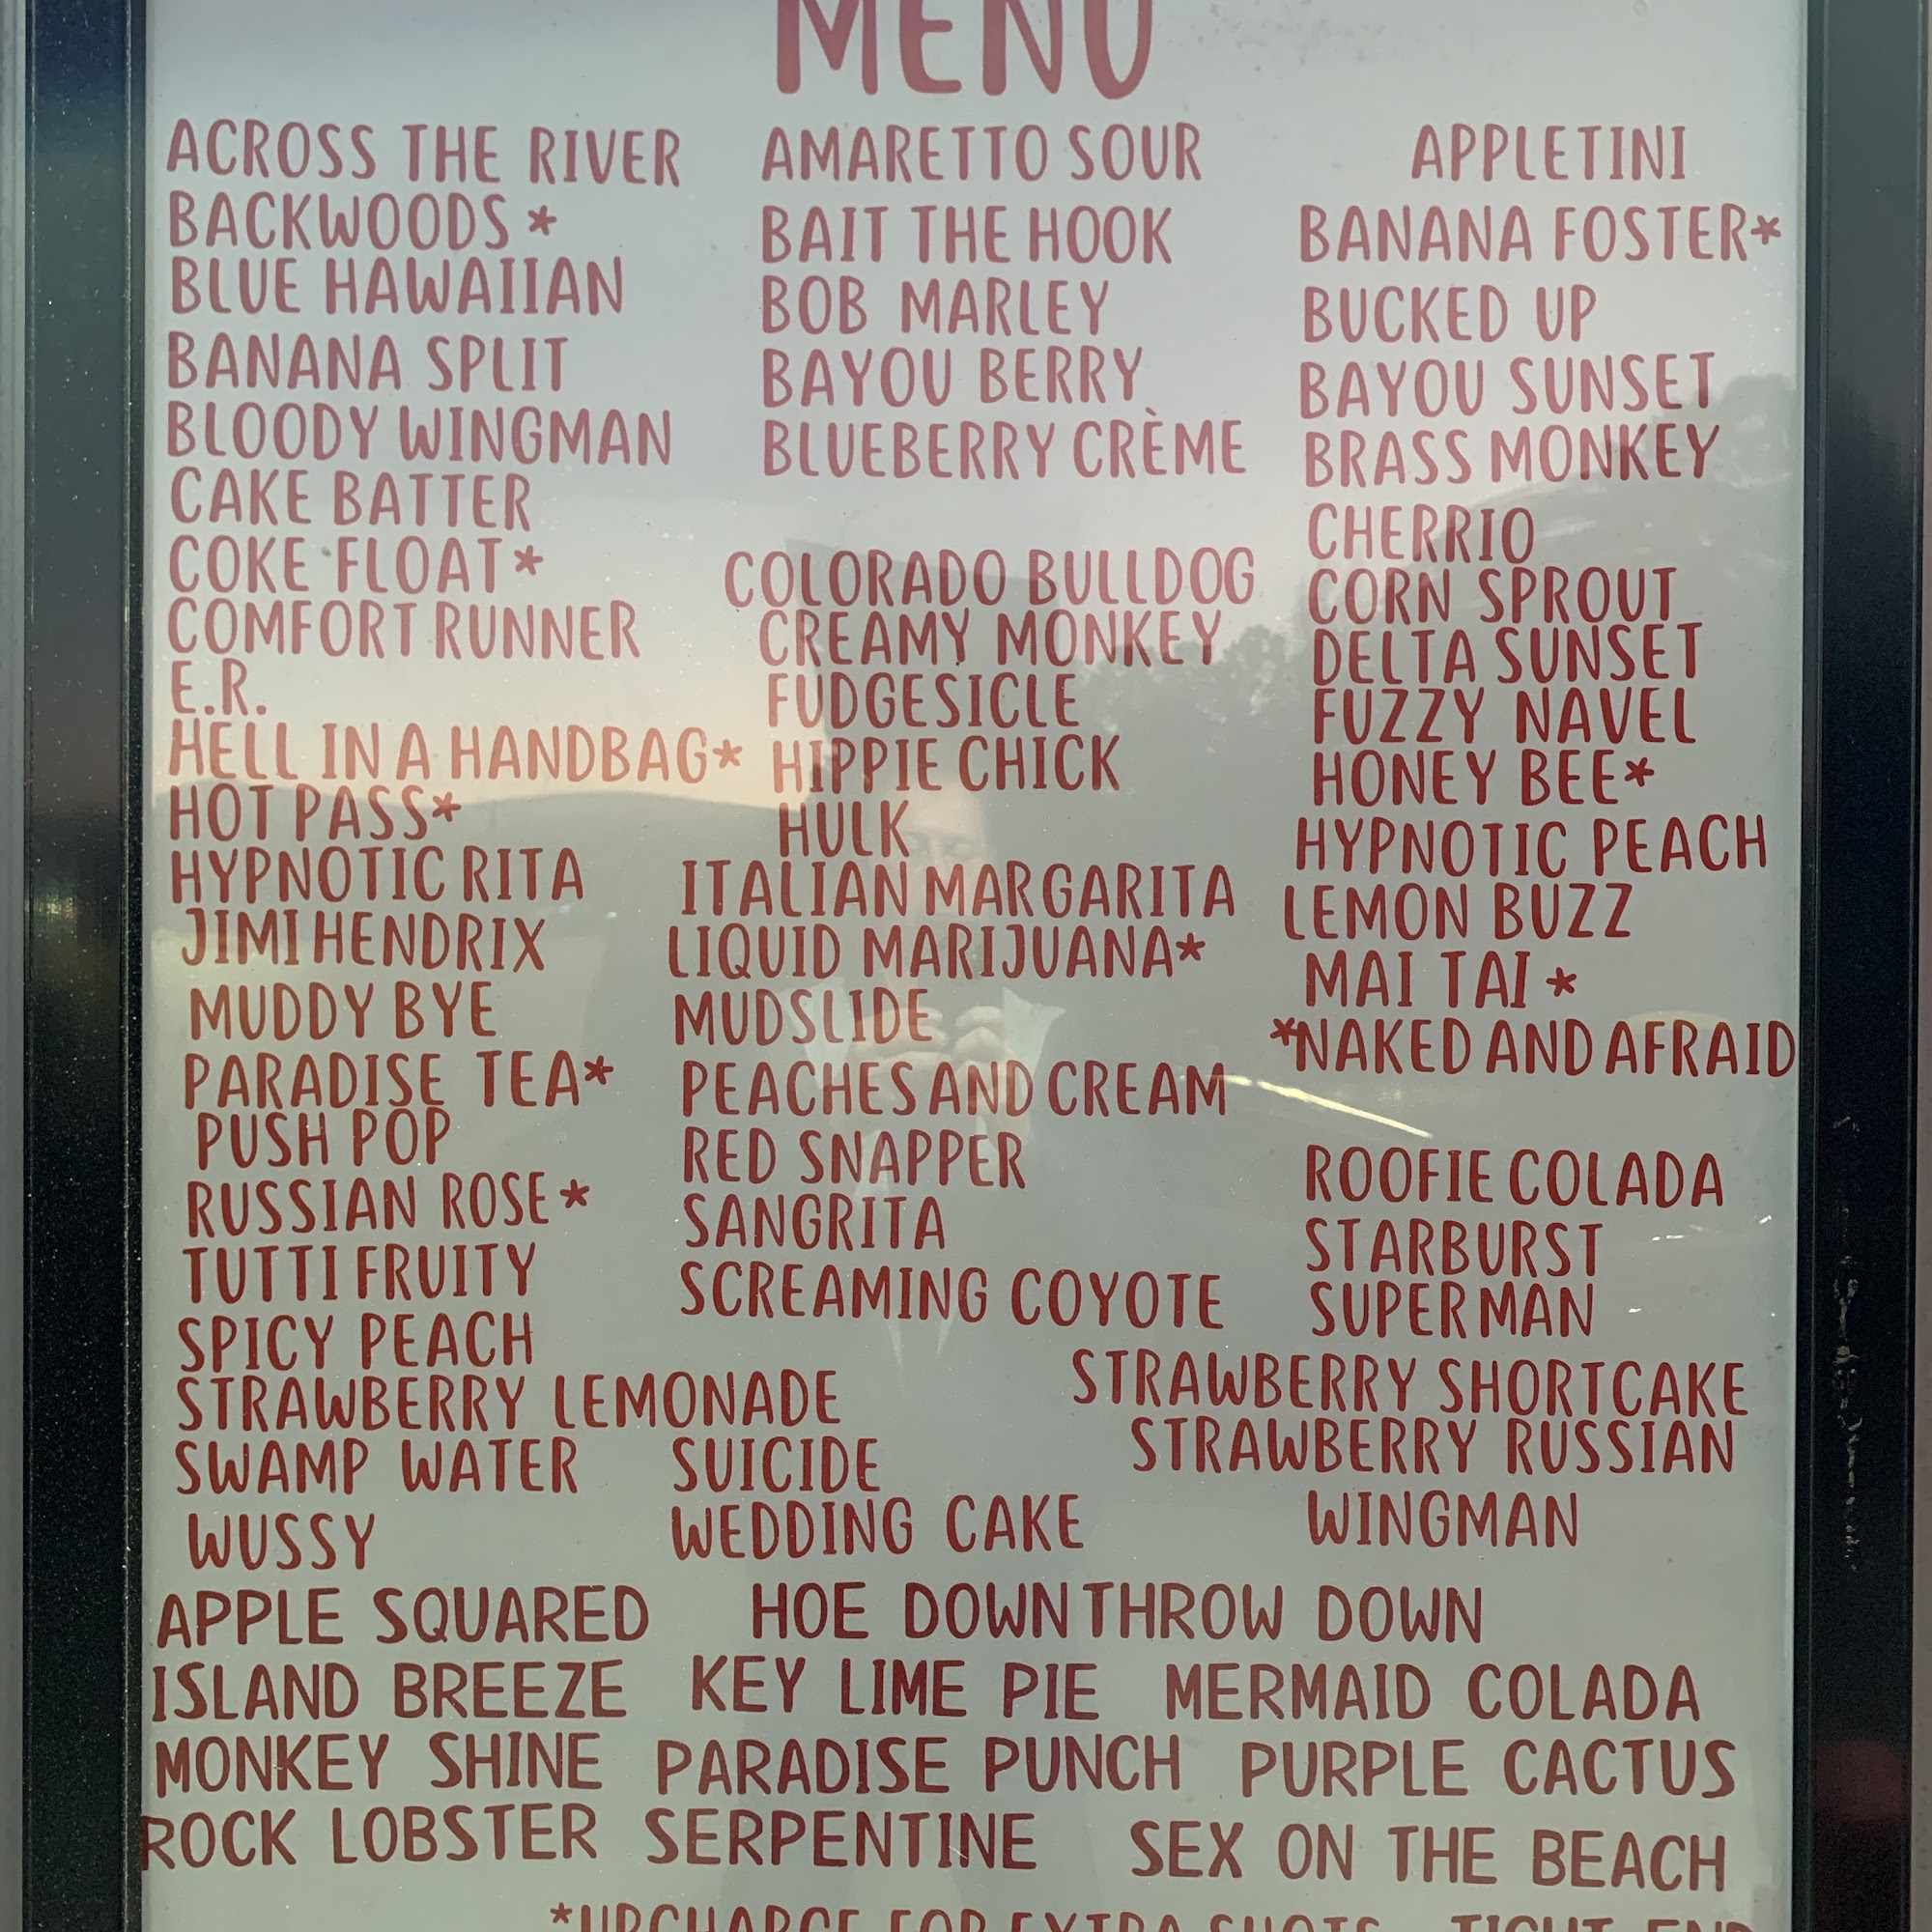 MENU
ACROSS THE RIVER AMARETTO SOUR APPLETINI
BACKWOODS * BAIT THE HOOK BANANA FOSTER*
BLUE HAWAIIAN BOB MARLEY BUCKED UP
BANANA SPLIT BAYOU BERRY BAYOU SUNSET
BLOODY WINGMAN BLUEBERRY CRÈME BRASS MONKEY
CAKE BATTER CHERRIO
COKE FLOAT* COLORADO BULLDOG CORN SPROUT
COMFORT RUNNER CREAMY MONKEY DELTA SUNSET
E.R. FUDGESICLE FUZZY NAVEL
HELL IN A HANDBAG* HIPPIE CHICK HONEY BEE*
HOT PASS* HULK HYPNOTIC PEACH
HYPNOTIC RITA ITALIAN MARGARITA LEMON BUZZ
JIMI HENDRIX LIQUID MARIJUANA* MAI TAI *
MUDDY BYE MUDSLIDE *NAKED AND AFRAID
PARADISE TEA* PEACHES AND CREAM
PUSH POP RED SNAPPER ROOFIE COLADA
RUSSIAN ROSE* SANGRITA STARBURST
TUTTI FRUITY SCREAMING COYOTE SUPERMAN
SPICY PEACH
STRAWBERRY LEMONADE STRAWBERRY SHORTCAKE
SWAMP WATER SUICIDE STRAWBERRY RUSSIAN
WUSSY WEDDING CAKE WINGMAN
APPLE SQUARED HOE DOWN THROW DOWN
ISLAND BREEZE KEY LIME PIE MERMAID COLADA
MONKEY SHINE PARADISE PUNCH PURPLE CACTUS
ROCK LOBSTER SERPENTINE SEX ON THE BEACH
*UPCHARGE FOR EXTRA SHOTS TIGHT END